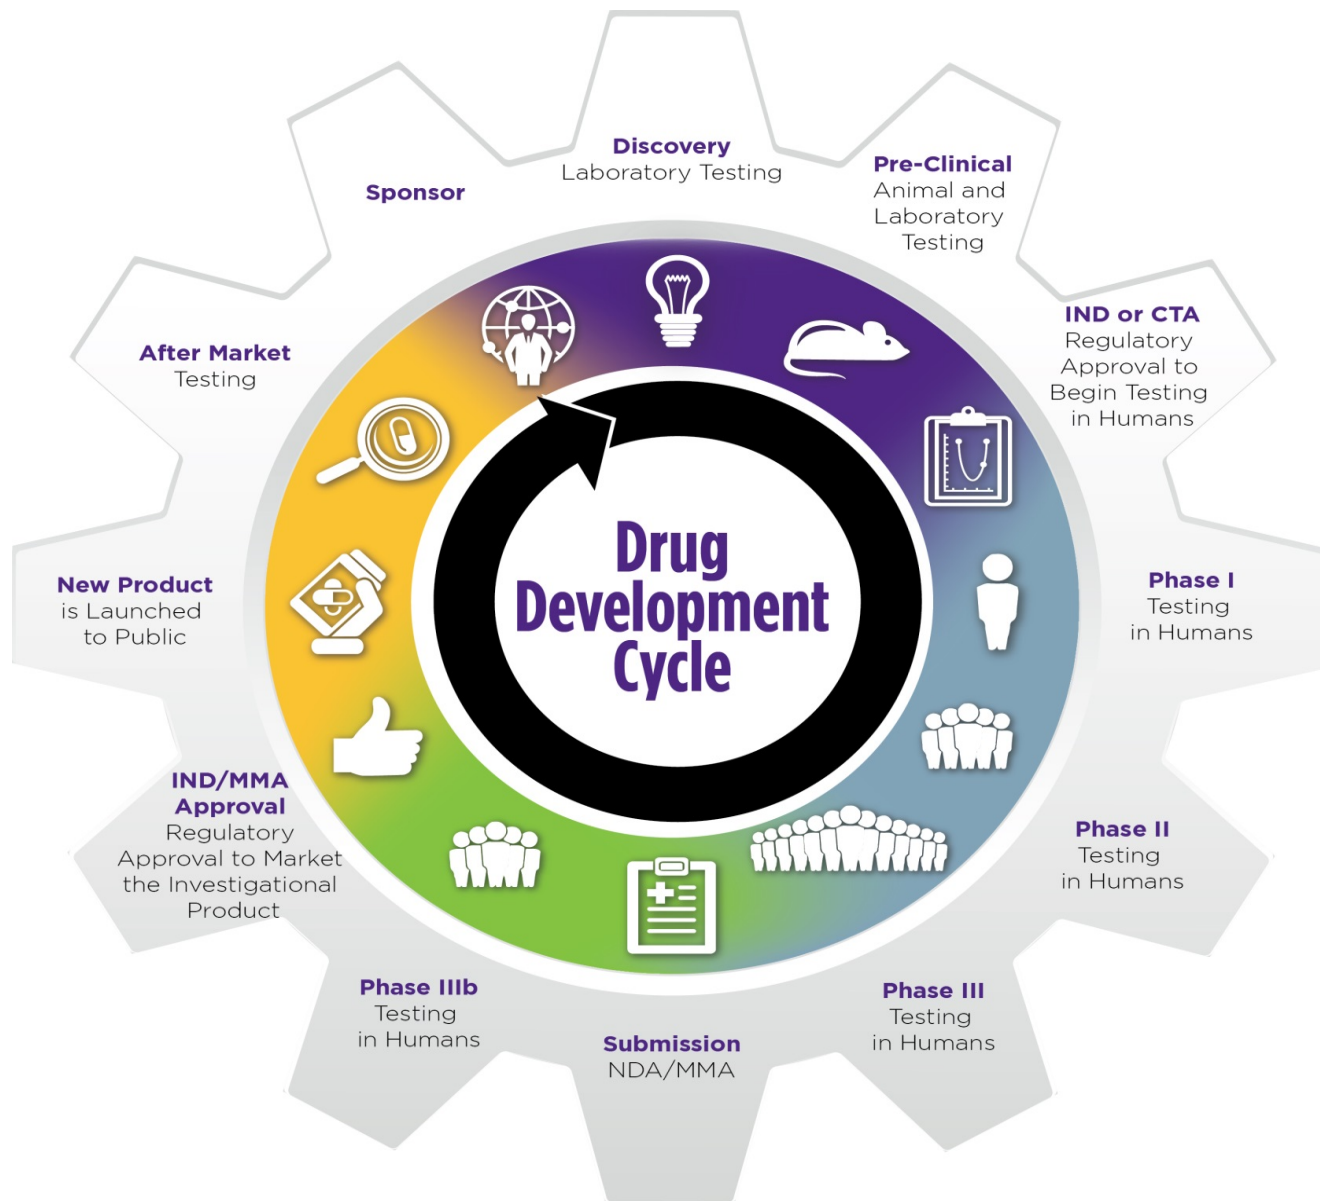 Discovery
Laboratory Testing
Pre-Clinical
Animal and
Laboratory
Testing
IND or CTA
Regulatory
Approval to
Begin Testing
in Humans
Phase I
Testing
in Humans
Phase II
Testing
in Humans
Phase III
Testing
in Humans
Submission
NDA/MMA
Phase IIIb
Testing
in Humans
IND/MMA
Approval
Regulatory
Approval to Market
the Investigational
Product
New Product
is Launched
to Public
After Market
Testing
Sponsor
Drug
Development
Cycle